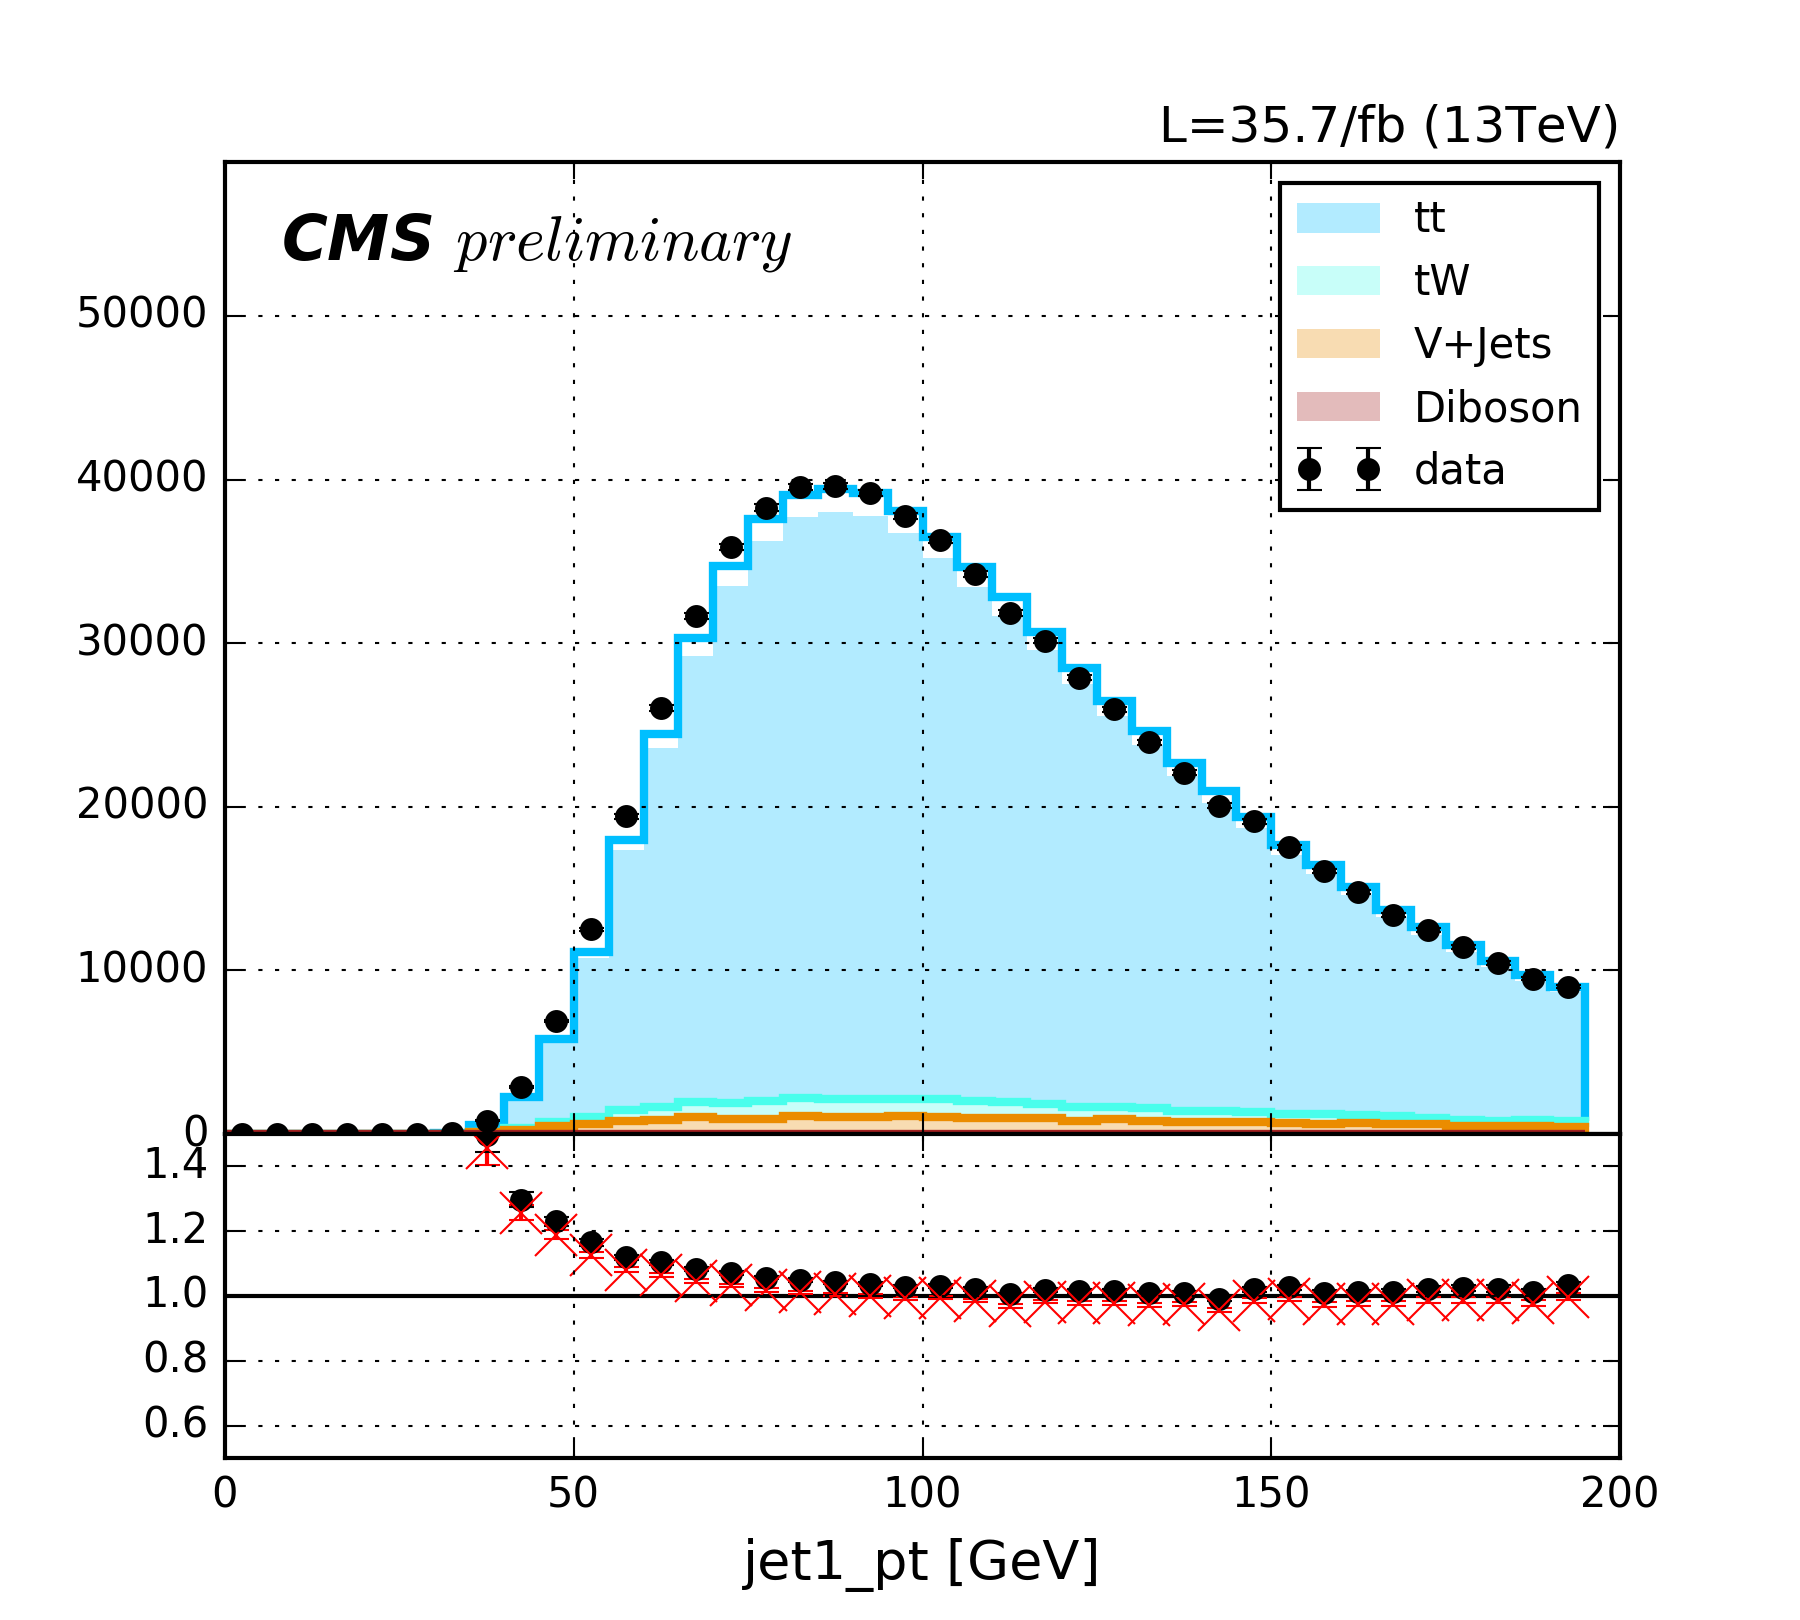 L=35.7/fb (13TeV)
CMS preliminary
tt
tW
V+Jets
Diboson
data
50000
40000
30000
20000
10000
0
1.4
1.2
1.0
0.8
0.6
0 50 100 150 200
jet1_pt [GeV]